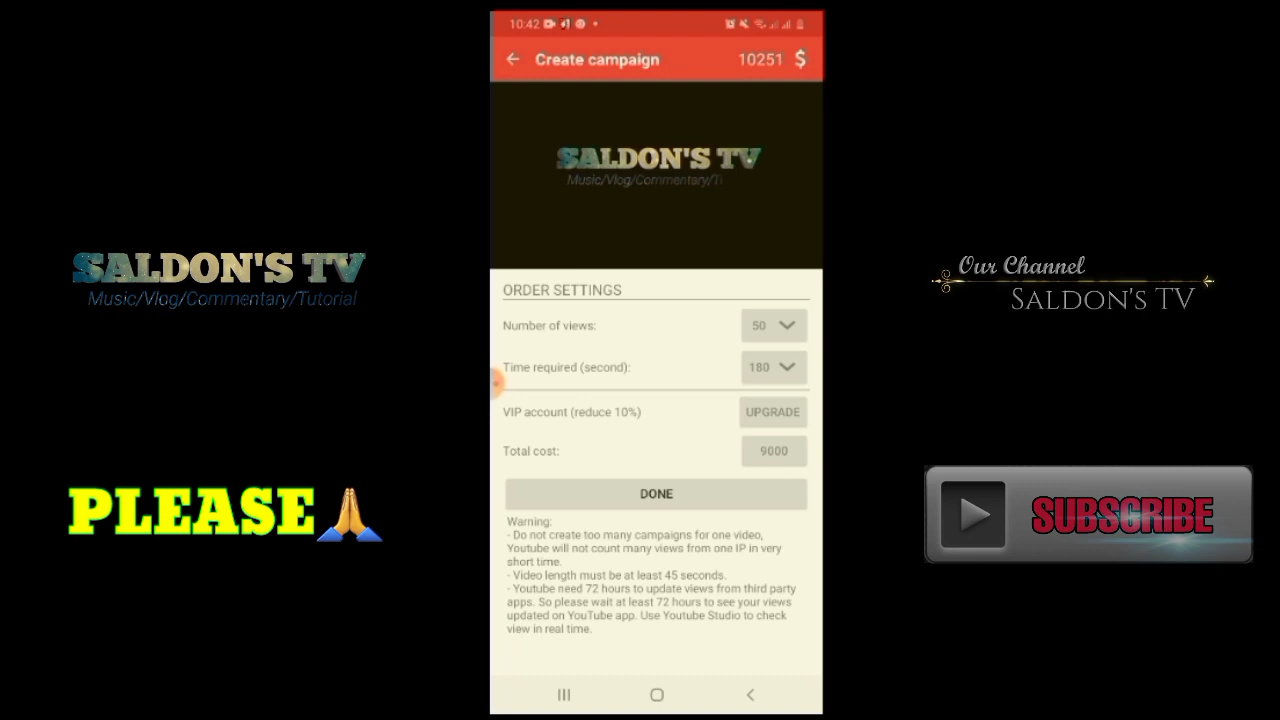 10:42
Create campaign
10251 $
SALDON'S TV
Music/Vlog/Commentary/T
SALDON'S TV
Music/Vlog/Commentary/Tutorial
Our Channel
SALDON'S TV
ORDER SETTINGS
Number of views:
50
Time required (second):
180
VIP account (reduce 10%)
UPGRADE
Total cost:
9000
DONE
PLEASE
SUBSCRIBE
Warning:
- Do not create too many campaigns for one video,
Youtube will not count many views from one IP in very
short time.
- Video length must be at least 45 seconds.
- Youtube need 72 hours to update views from third party
apps. So please wait at least 72 hours to see your views
updated on YouTube app. Use Youtube Studio to check
view in real time.